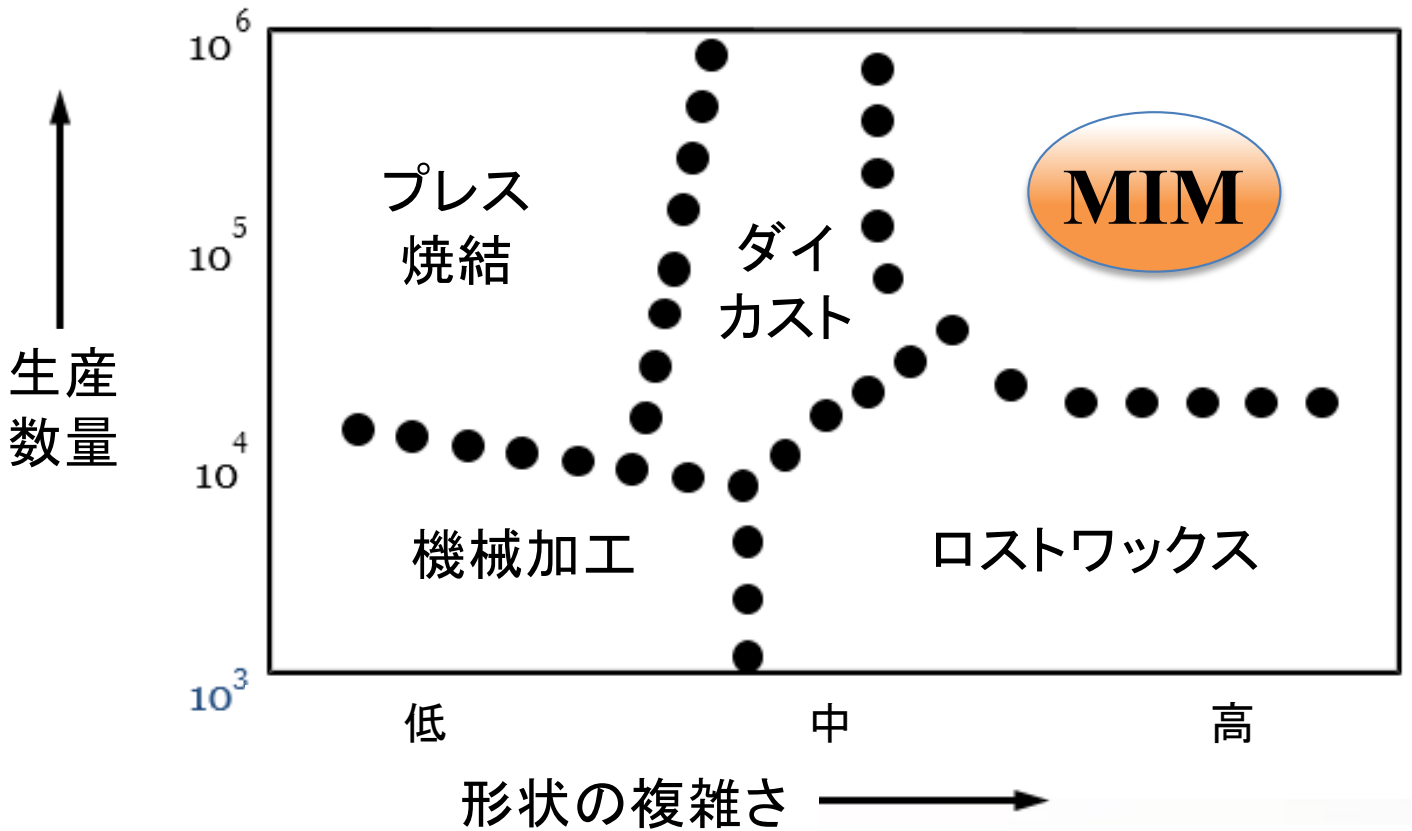 10⁶
プレス
焼結
MIM
10⁵
ダイ
カスト
生産
数量
10⁴
機械加工
ロストワックス
10³
低 中 高
形状の複雑さ